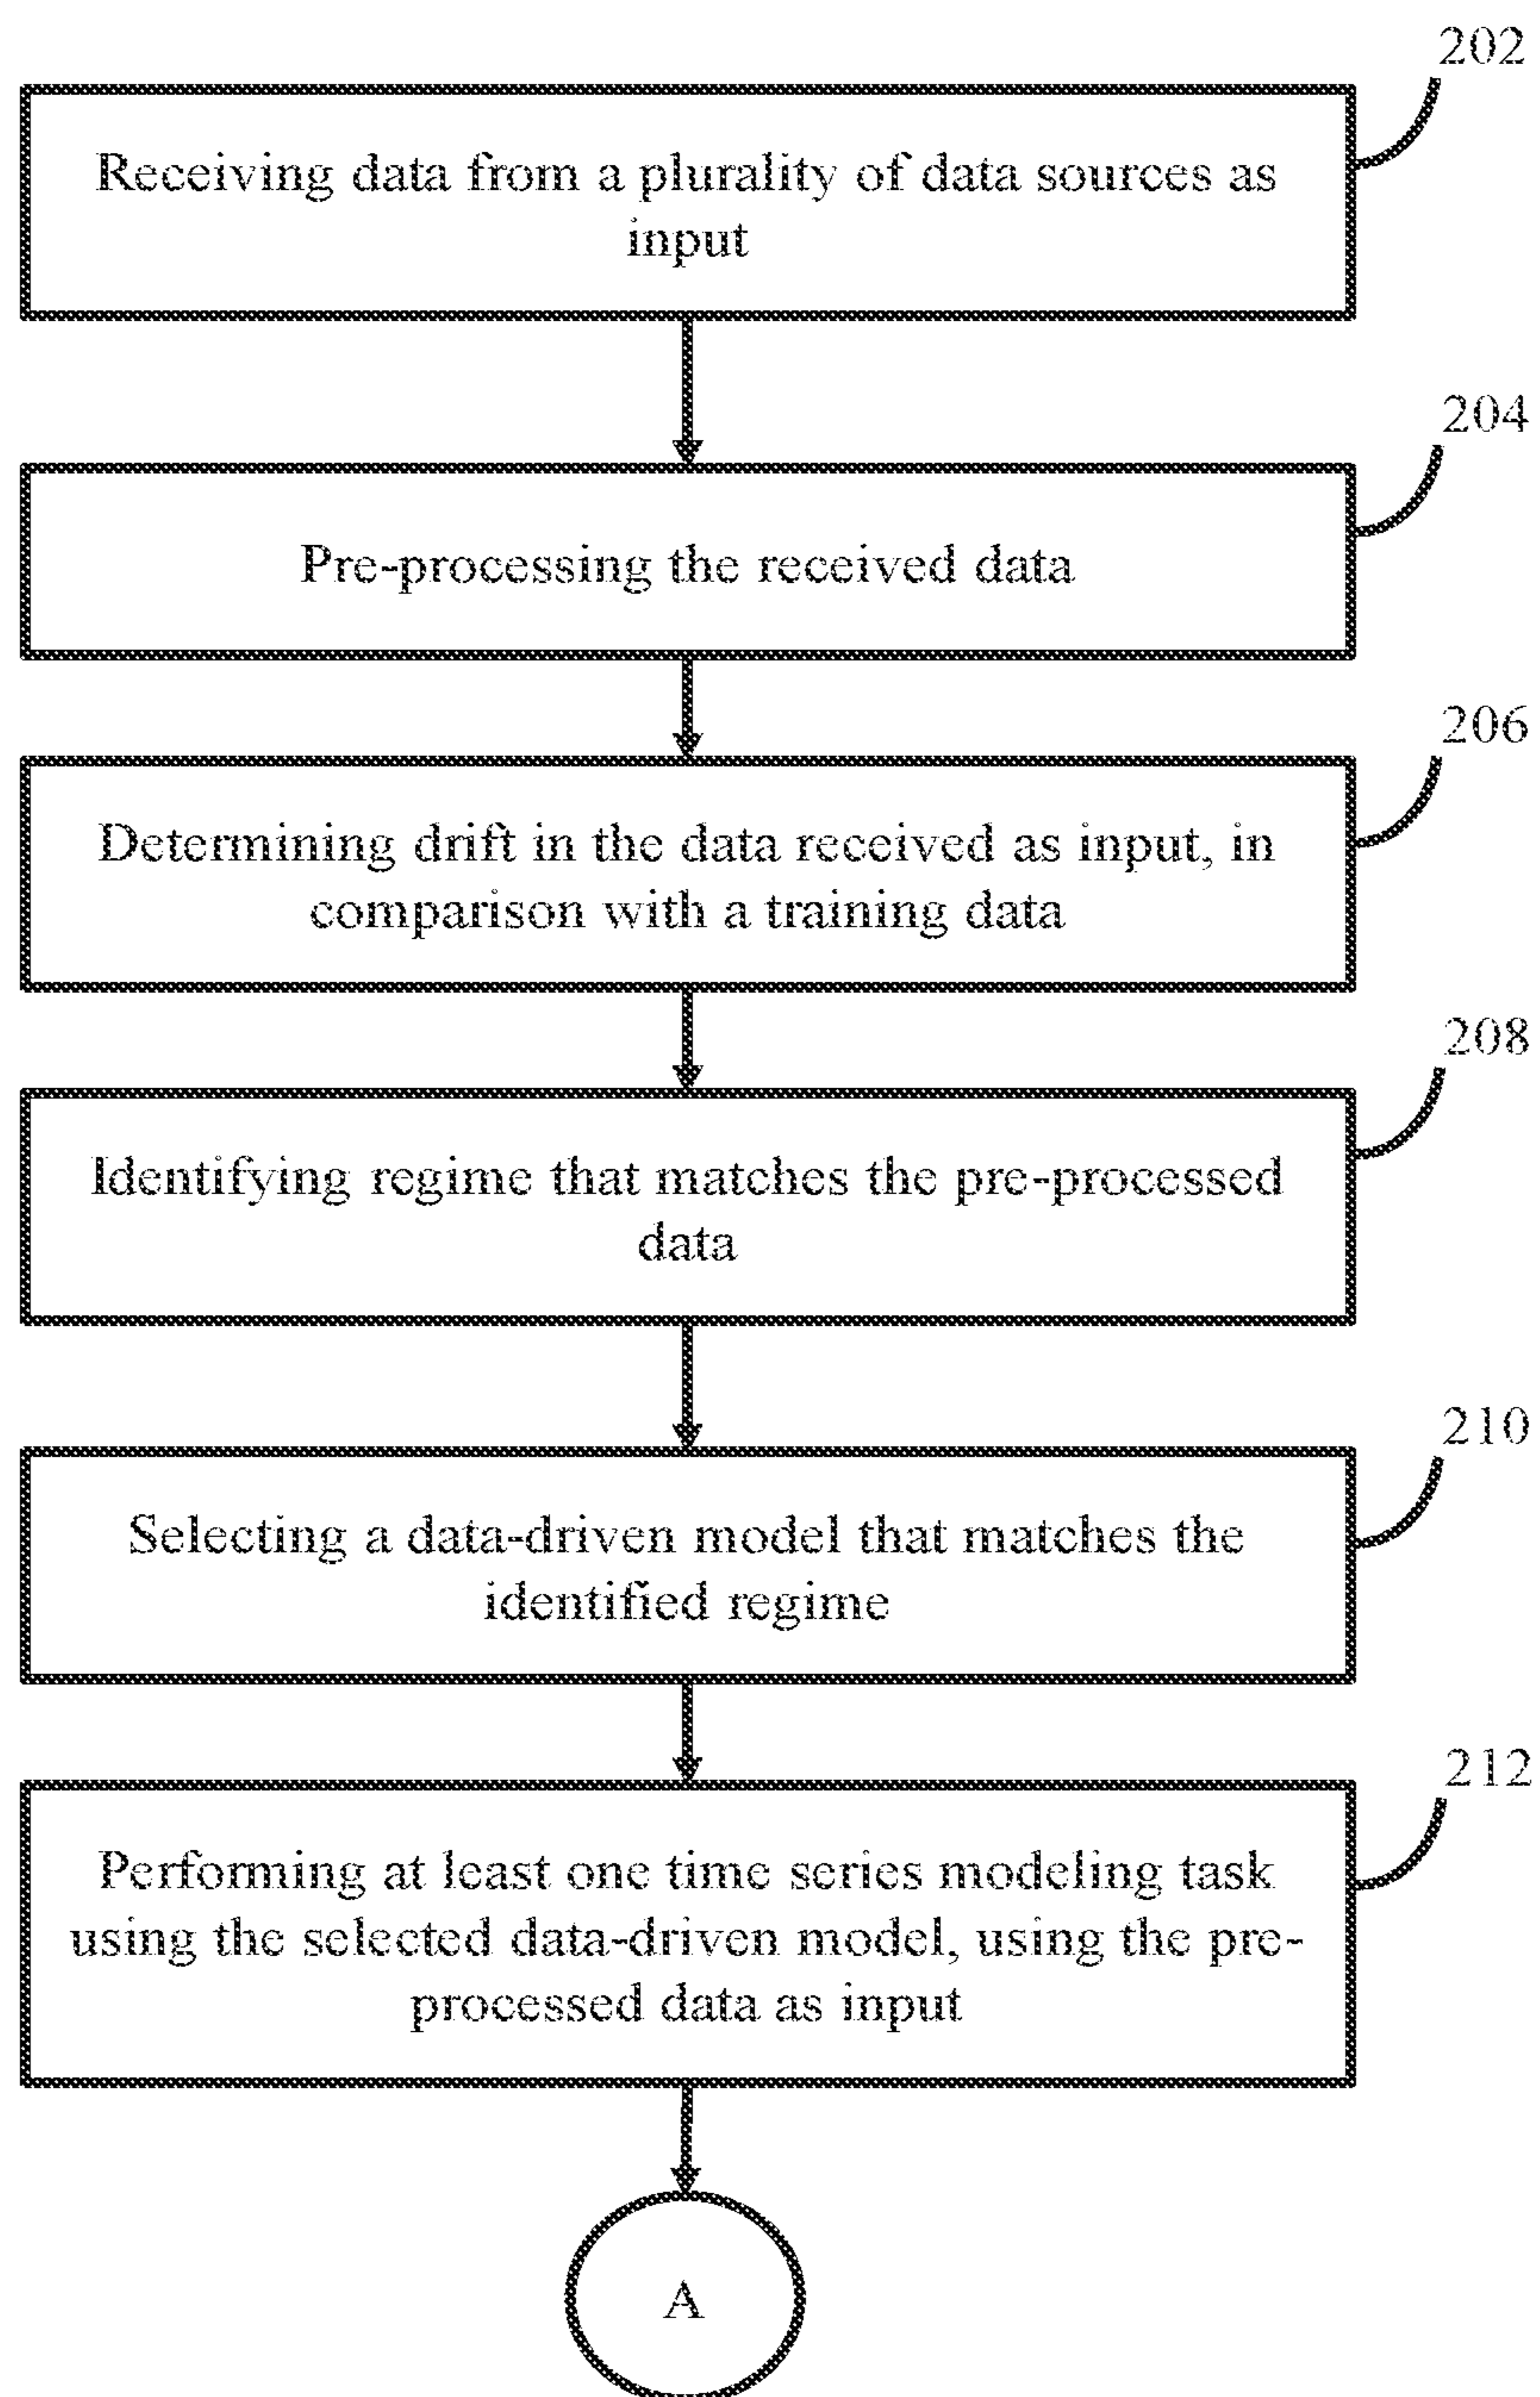 202
Receiving data from a plurality of data sources as
input
204
Pre-processing the received data
206
Determining drift in the data received as input, in
comparison with a training data
208
Identifying regime that matches the pre-processed
data
210
Selecting a data-driven model that matches the
identified regime
212
Performing at least one time series modeling task
using the selected data-driven model, using the pre-
processed data as input
A